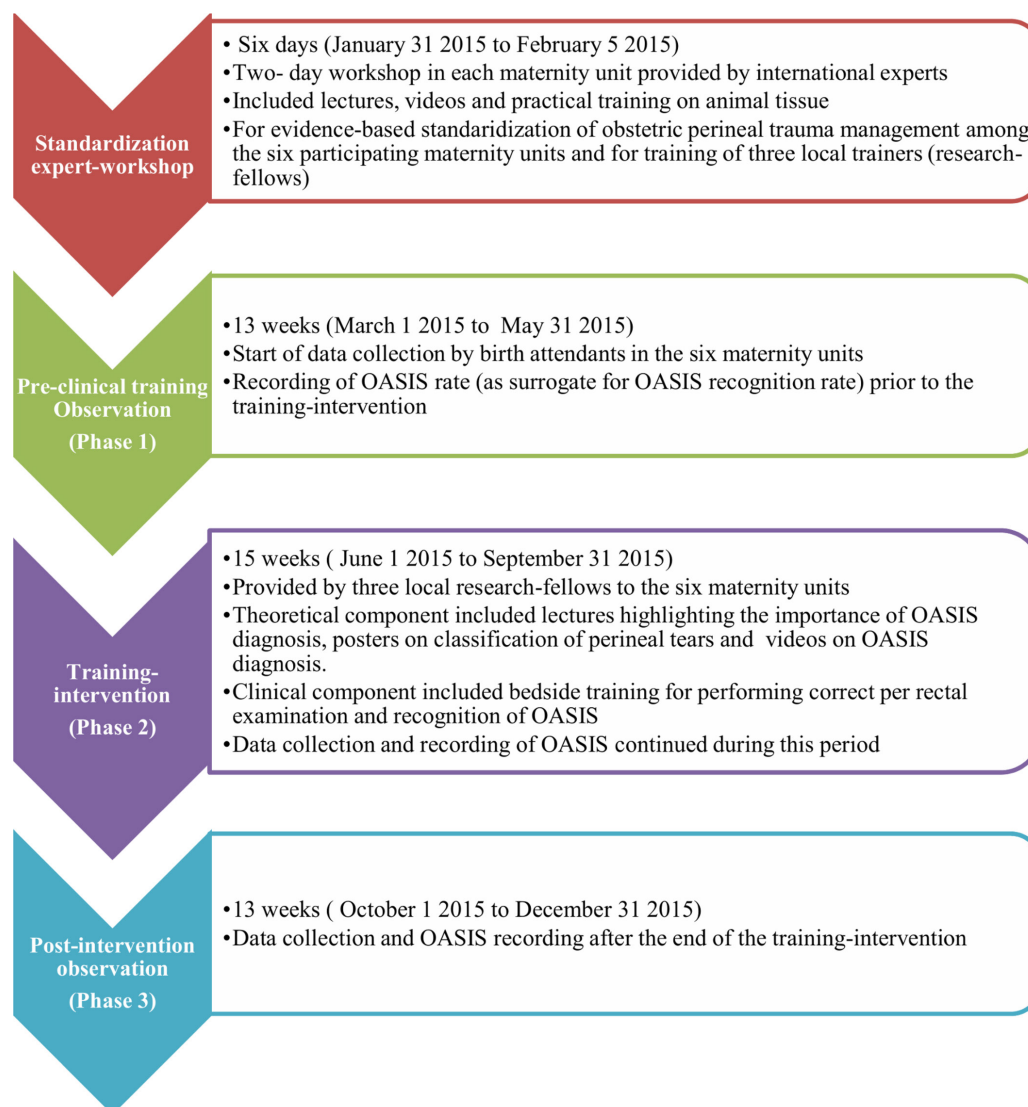 Standardization
expert-workshop
• Six days (January 31 2015 to February 5 2015)
• Two- day workshop in each maternity unit provided by international experts
• Included lectures, videos and practical training on animal tissue
• For evidence-based standaridization of obstetric perineal trauma management among
the six participating maternity units and for training of three local trainers (research-
fellows)
Pre-clinical training
Observation
(Phase 1)
•13 weeks (March 1 2015 to May 31 2015)
•Start of data collection by birth attendants in the six maternity units
•Recording of OASIS rate (as surrogate for OASIS recognition rate) prior to the
training-intervention
Training-
intervention
(Phase 2)
•15 weeks ( June 1 2015 to September 31 2015)
•Provided by three local research-fellows to the six maternity units
•Theoretical component included lectures highlighting the importance of OASIS
diagnosis, posters on classification of perineal tears and videos on OASIS
diagnosis.
•Clinical component included bedside training for performing correct per rectal
examination and recognition of OASIS
•Data collection and recording of OASIS continued during this period
Post-intervention
observation
(Phase 3)
•13 weeks ( October 1 2015 to December 31 2015)
•Data collection and OASIS recording after the end of the training-intervention